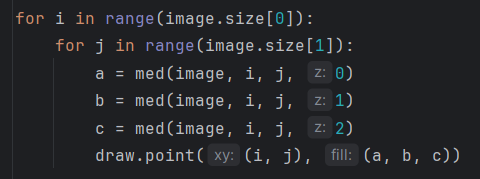 for i in range(image.size[0]):
    for j in range(image.size[1]):
        a = med(image, i, j, z: 0)
        b = med(image, i, j, z: 1)
        c = med(image, i, j, z: 2)
        draw.point( xy: (i, j), fill: (a, b, c))